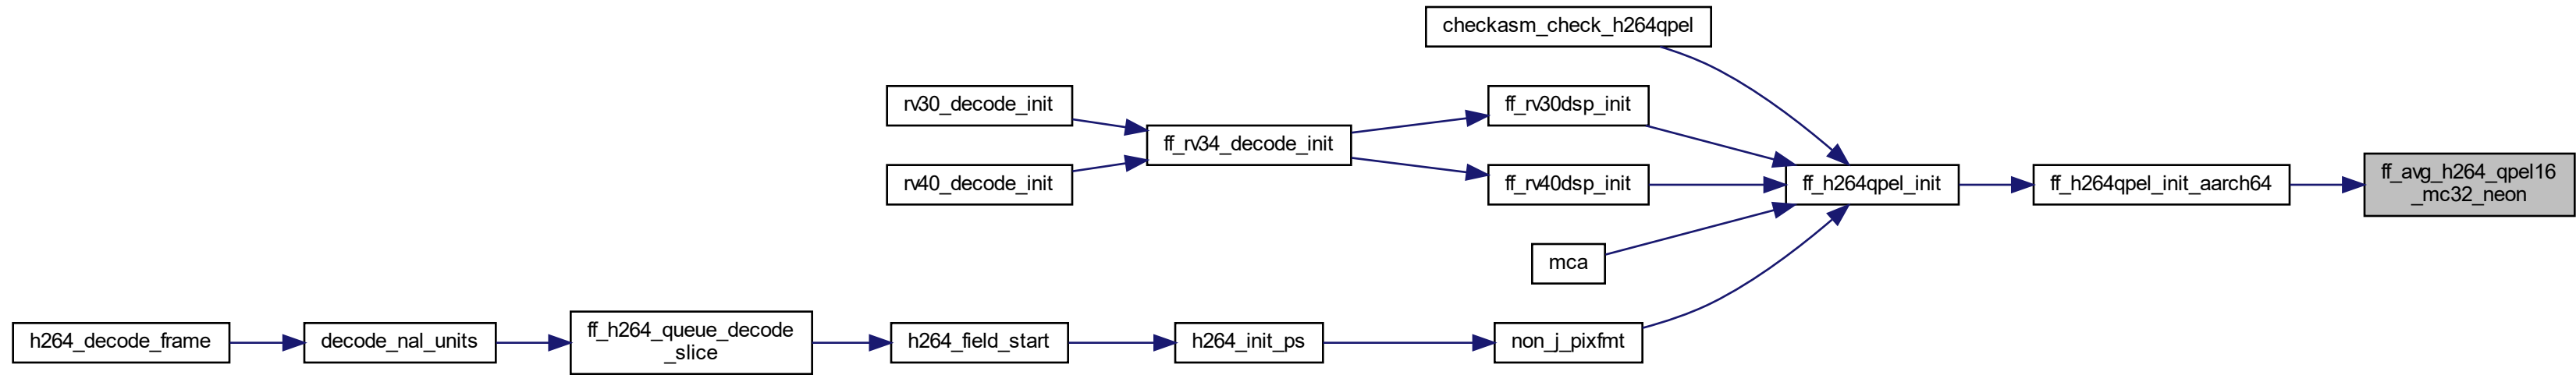 checkasm_check_h264qpel
rv30_decode_init
ff_rv30dsp_init
ff_rv34_decode_init
rv40_decode_init
ff_rv40dsp_init
ff_h264qpel_init
ff_h264qpel_init_aarch64
ff_avg_h264_qpel16
_mc32_neon
mca
h264_decode_frame
decode_nal_units
ff_h264_queue_decode
_slice
h264_field_start
h264_init_ps
non_j_pixfmt